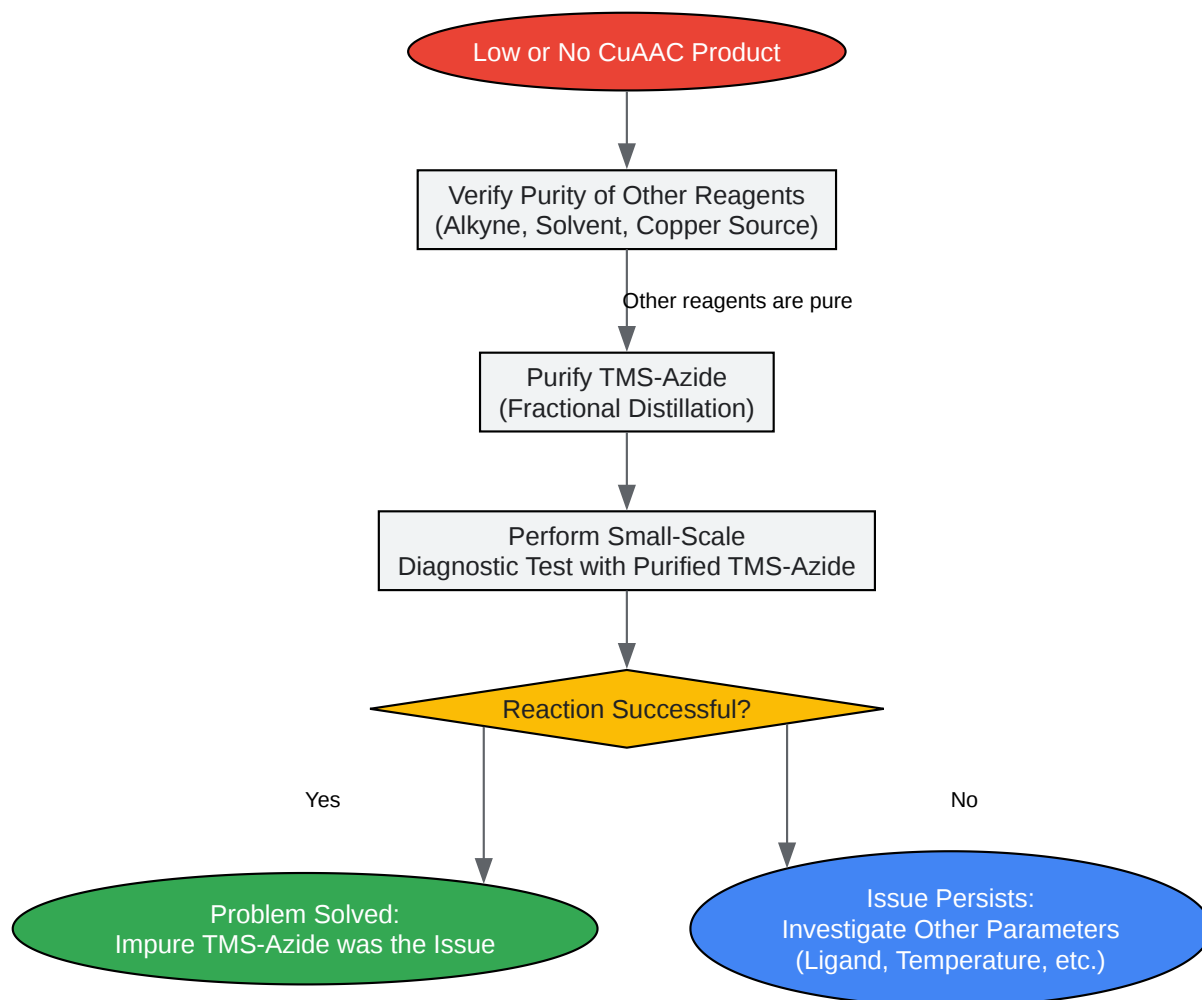 Low or No CuAAC Product
Verify Purity of Other Reagents
(Alkyne, Solvent, Copper Source)
Other reagents are pure
Purify TMS-Azide
(Fractional Distillation)
Perform Small-Scale
Diagnostic Test with Purified TMS-Azide
Reaction Successful?
Yes
No
Problem Solved:
Impure TMS-Azide was the Issue
Issue Persists:
Investigate Other Parameters
(Ligand, Temperature, etc.)